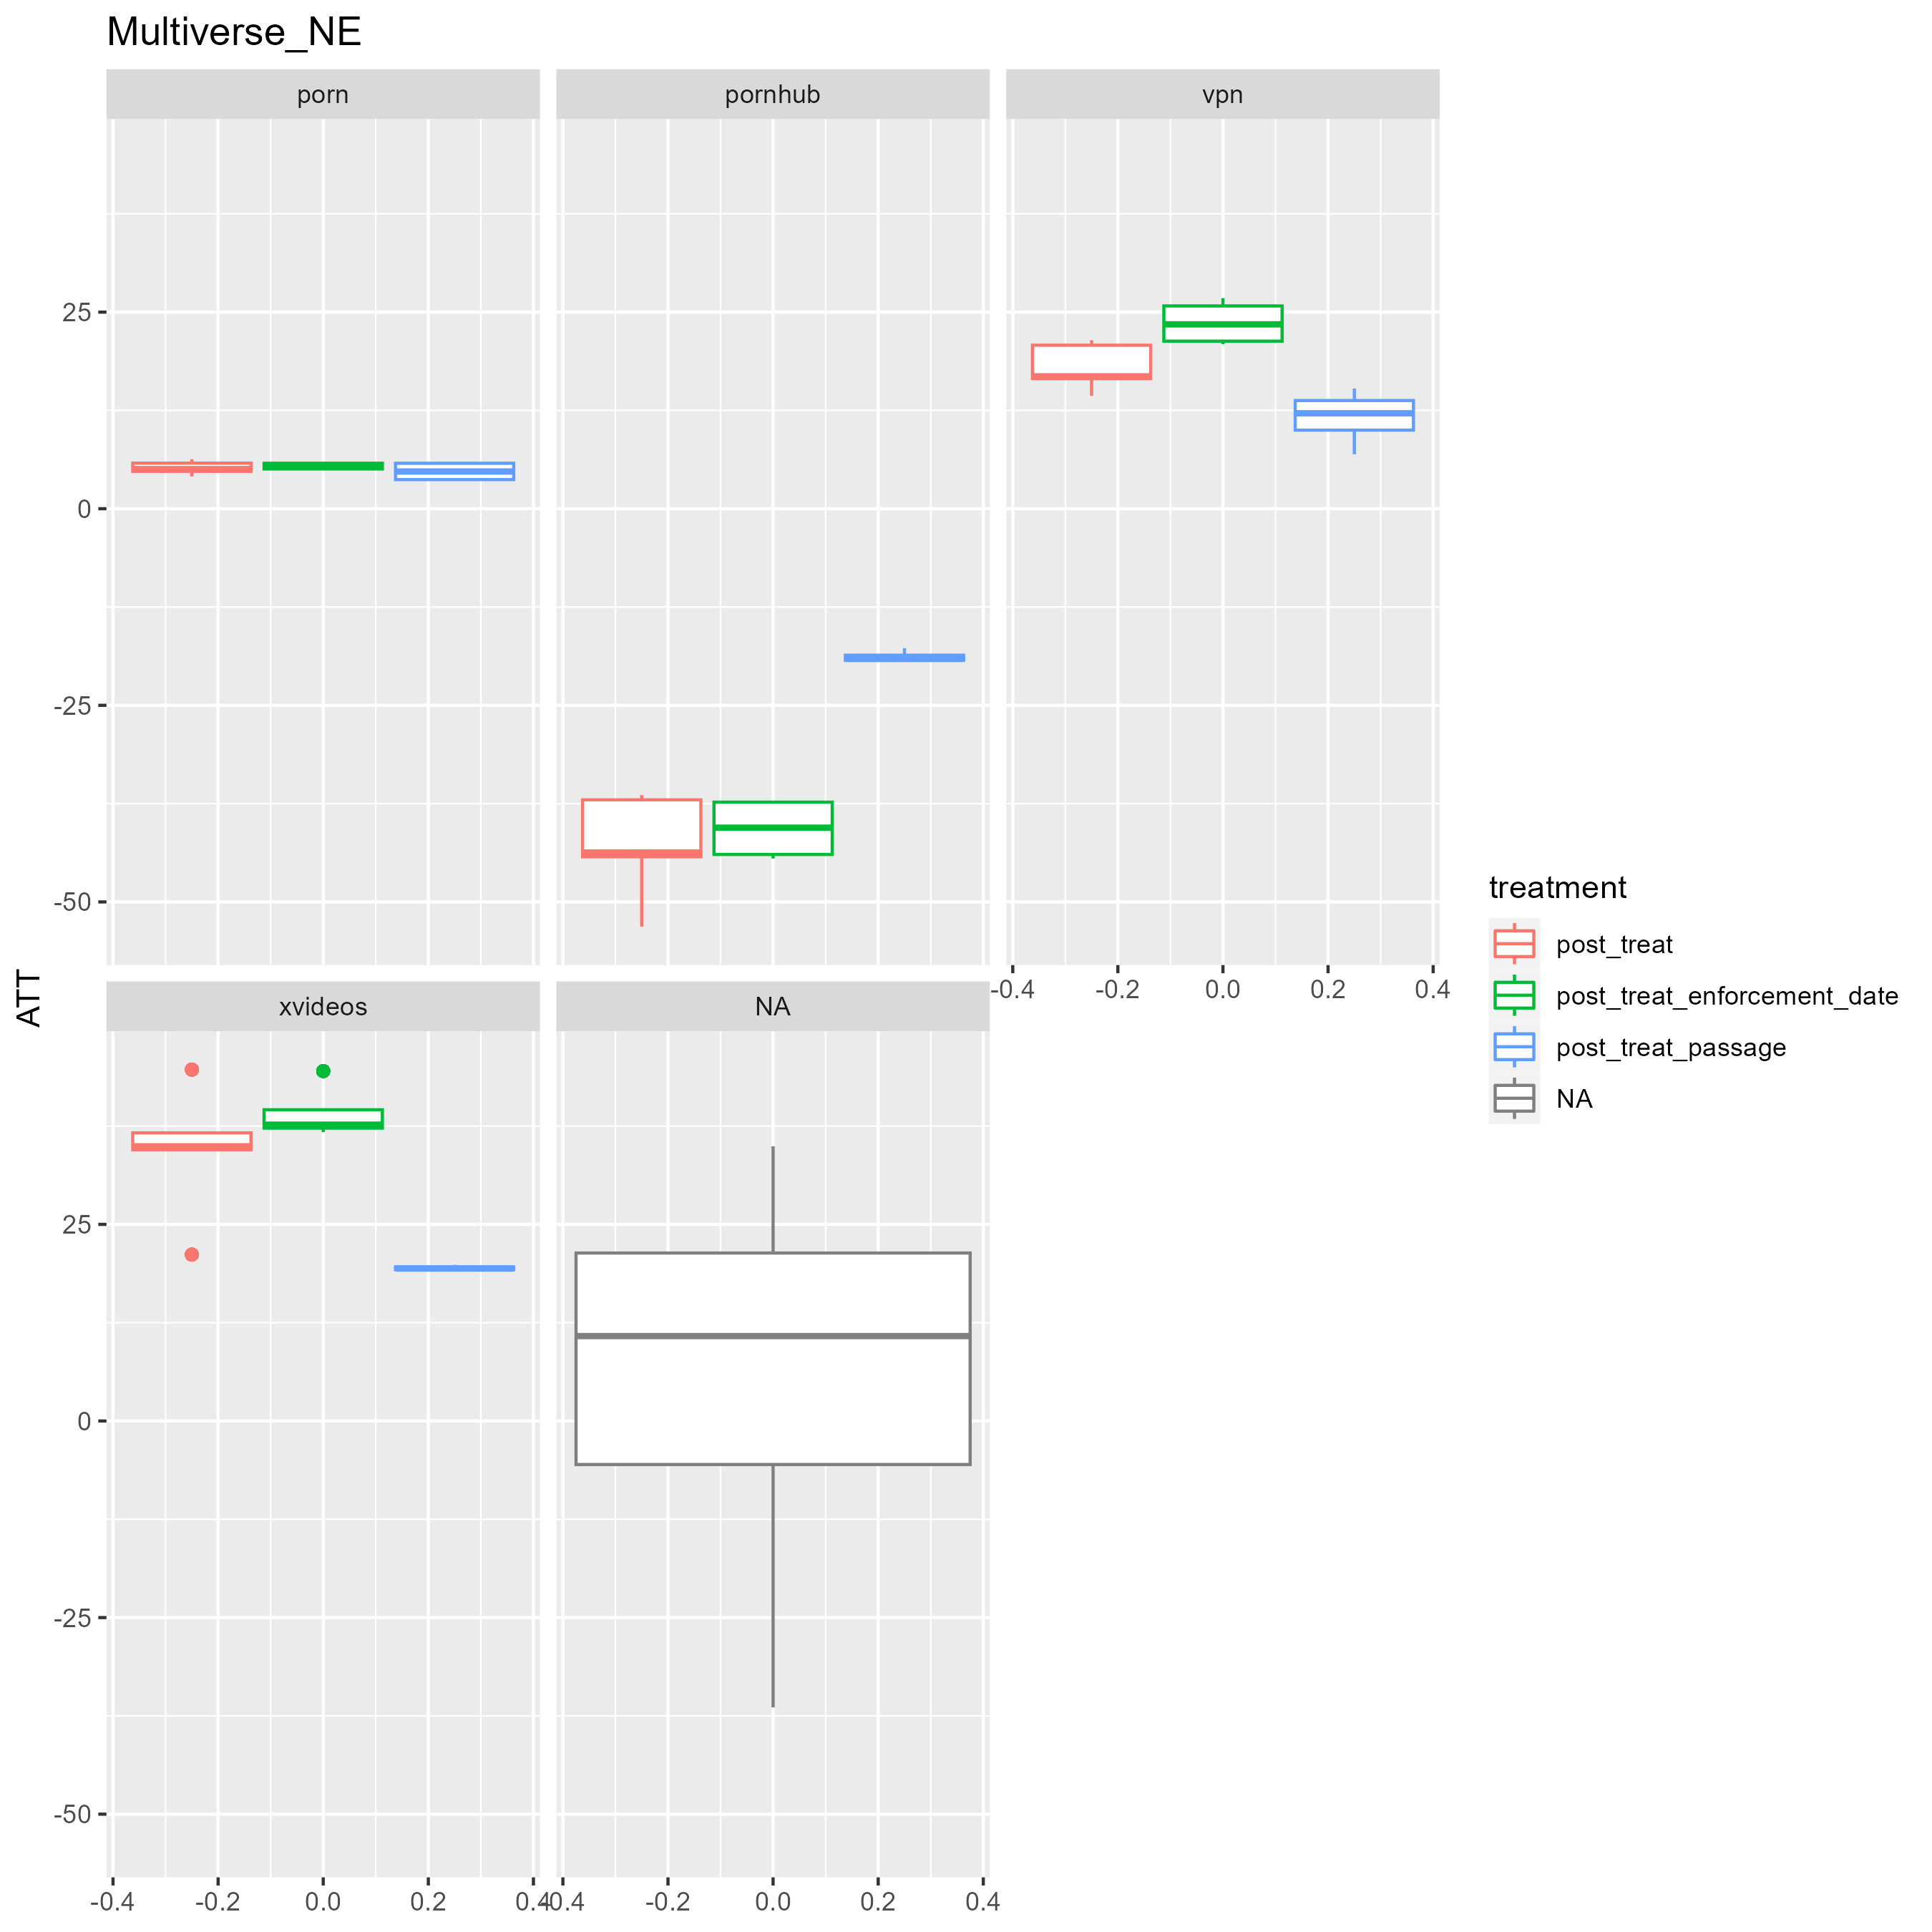 Multiverse_NE
porn pornhub vpn
25
0
-25
-50
-0.4 -0.2 0.0 0.2 0.4
ATT
xvideos NA
25
0
-25
-50
-0.4 -0.2 0.0 0.2 0.4 -0.4 -0.2 0.0 0.2 0.4
treatment
post_treat
post_treat_enforcement_date
post_treat_passage
NA